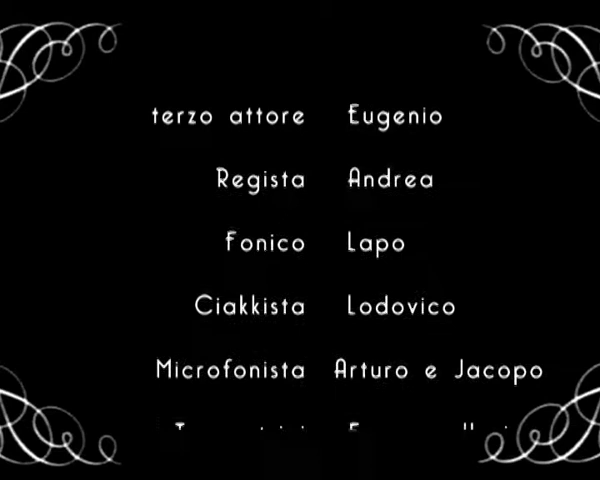 terzo attore Eugenio
Regista Andrea
Fonico Lapo
Ciakkista Lodovico
Microfonista Arturo e Jacopo